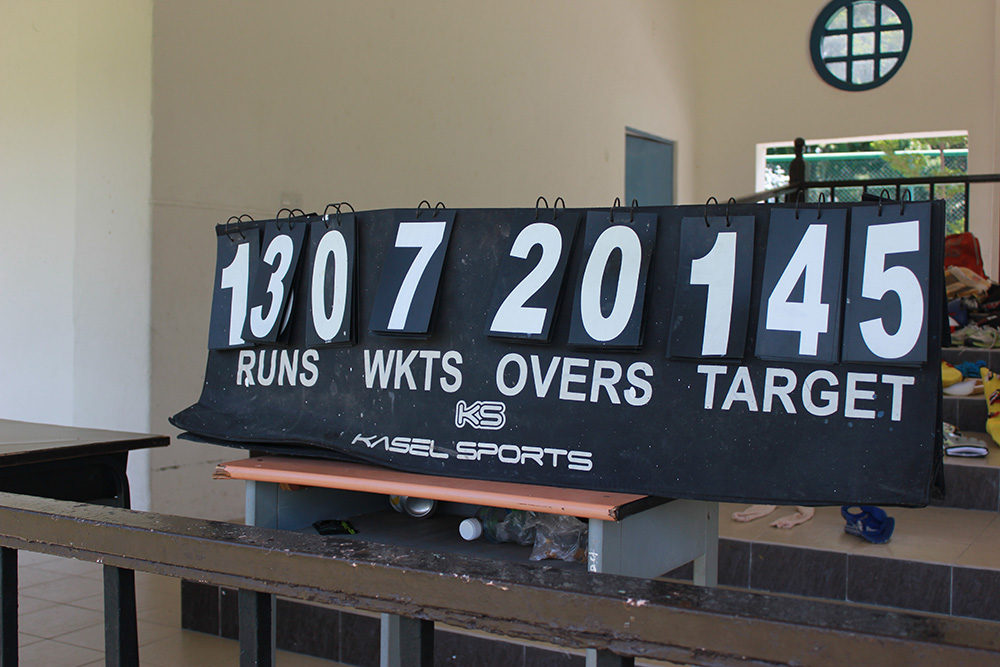 130 7 20 145
RUNS WKTS OVERS TARGET
KS
KASEL SPORTS